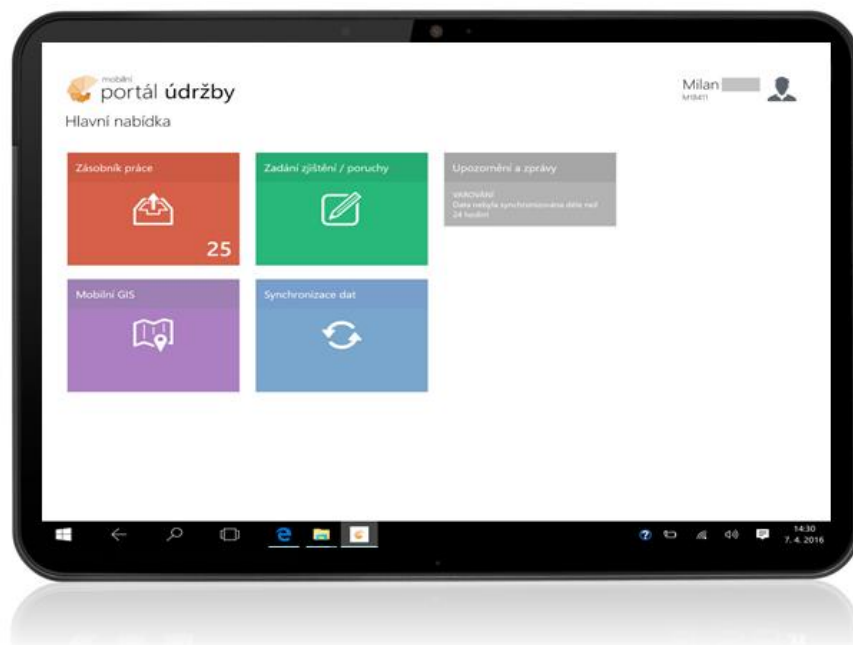 mobilní
portál údržby
Hlavní nabídka
Milan
Zásobník práce
25
Zadání zjištění / poruchy
Upozornění a zprávy
VAROVÁNÍ
Data nebyla synchronizována déle než
24 hodin!
Mobilní GIS
Synchronizace dat
14:30
7. 4. 2016